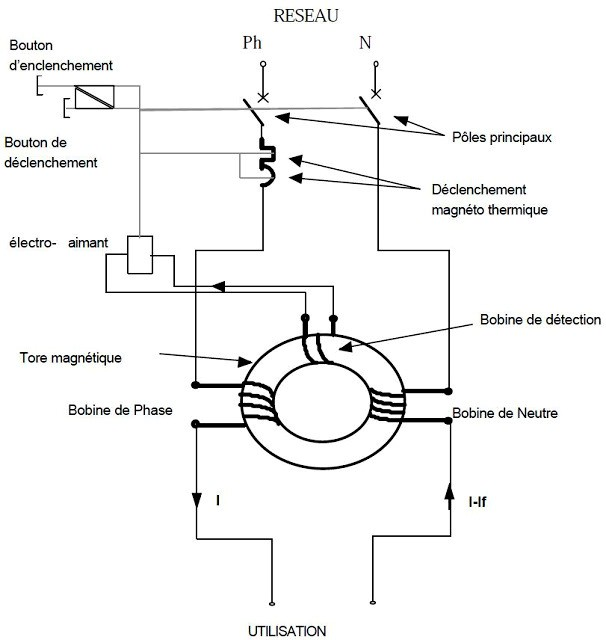 RESEAU
Ph
N
Bouton
d'enclenchement
Pôles principaux
Bouton de
déclenchement
Déclenchement
magnéto thermique
électro- aimant
Bobine de détection
Tore magnétique
Bobine de Phase
Bobine de Neutre
I
I-If
UTILISATION